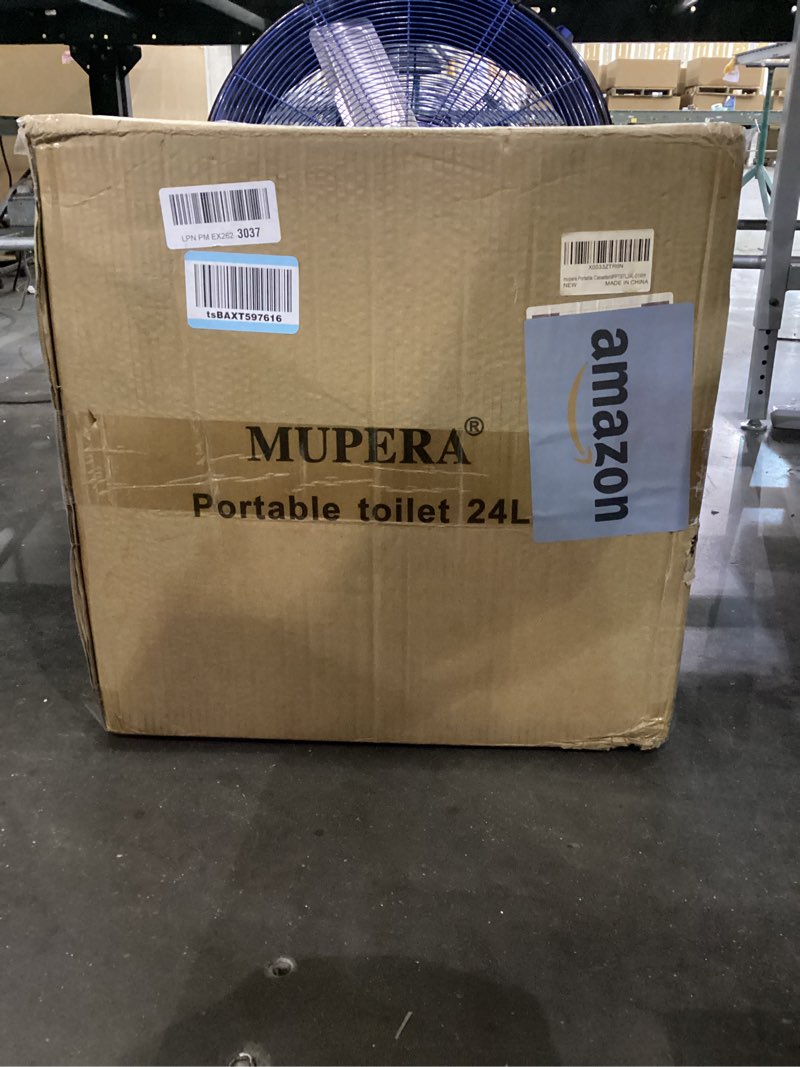 LPN PM EX262 3037
tsBAXT597616
NEW MADE IN CHINA
amazon
MUPERA®
Portable toilet 24L